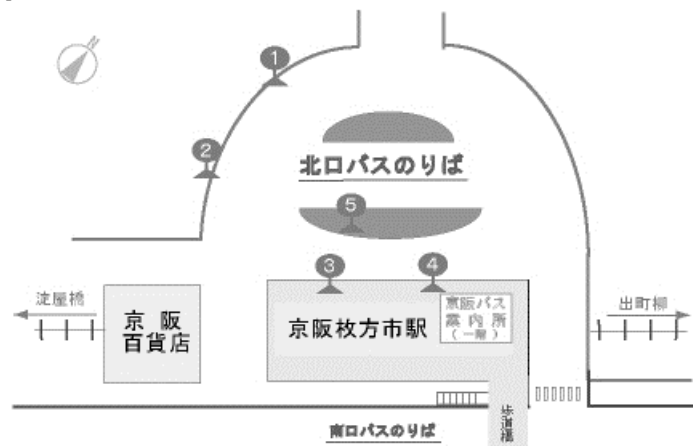 N
1
2
北口バスのりば
5
3
4
淀屋橋
京阪
百貨店
京阪枚方市駅
京阪バス
案内所
(一階)
出町柳
歩道橋
南口バスのりば